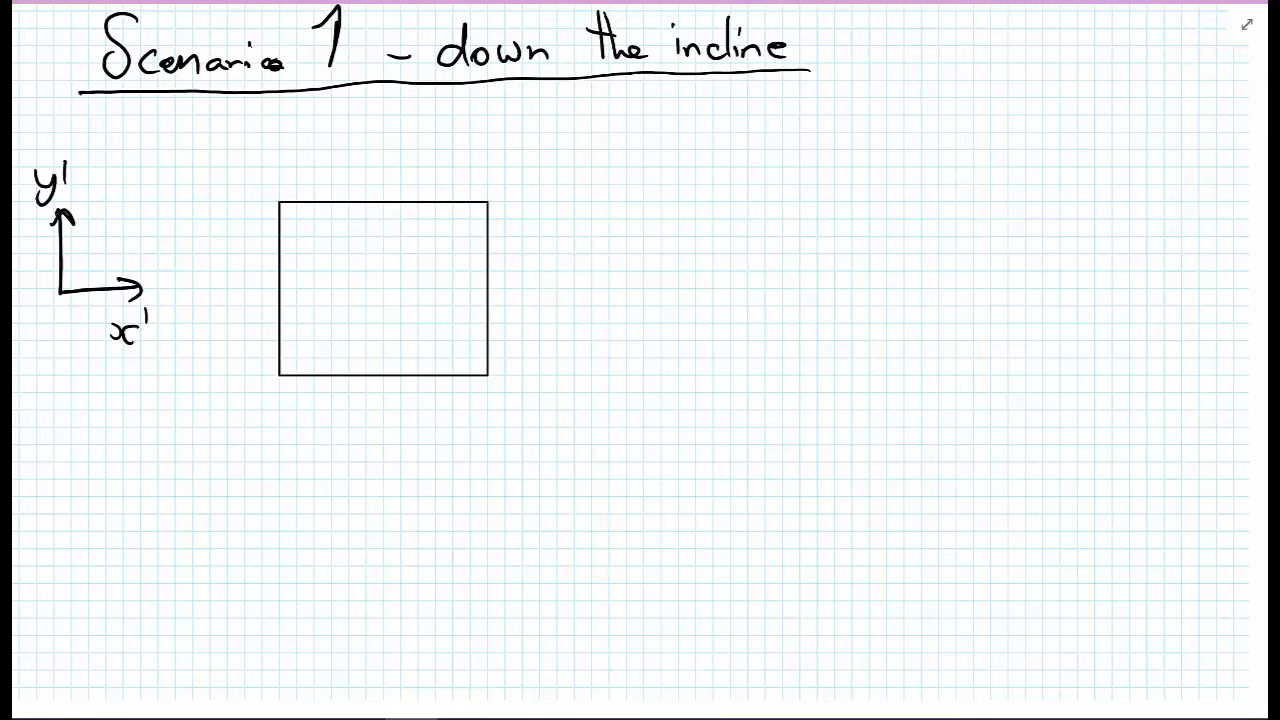 Scenario 1 - down the incline
y'
x'